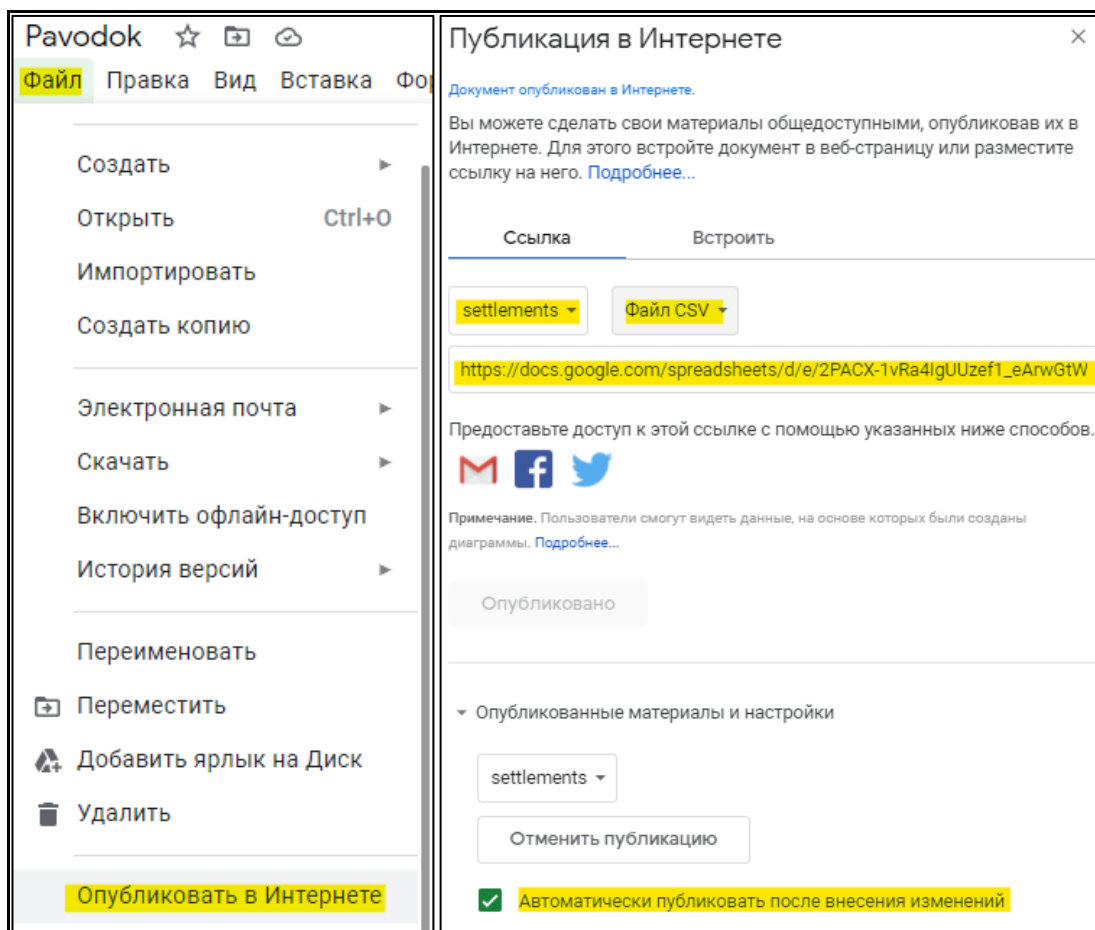 Pavodok
Файл Правка Вид Вставка Фо
Создать
Открыть Ctrl+O
Импортировать
Создать копию
Электронная почта
Скачать
Включить офлайн-доступ
История версий
Переименовать
Переместить
Добавить ярлык на Диск
Удалить
Опубликовать в Интернете
Публикация в Интернете
Документ опубликован в Интернете.
Вы можете сделать свои материалы общедоступными, опубликовав их в
Интернете. Для этого встройте документ в веб-страницу или разместите
ссылку на него. Подробнее...
Ссылка Встроить
settlements Файл CSV
https://docs.google.com/spreadsheets/d/e/2PACX-1vRa4IgUUzef1_eArwGtW
Предоставьте доступ к этой ссылке с помощью указанных ниже способов.
Примечание. Пользователи смогут видеть данные, на основе которых были созданы
диаграммы. Подробнее...
Опубликовано
Опубликованные материалы и настройки
settlements
Отменить публикацию
Автоматически публиковать после внесения изменений